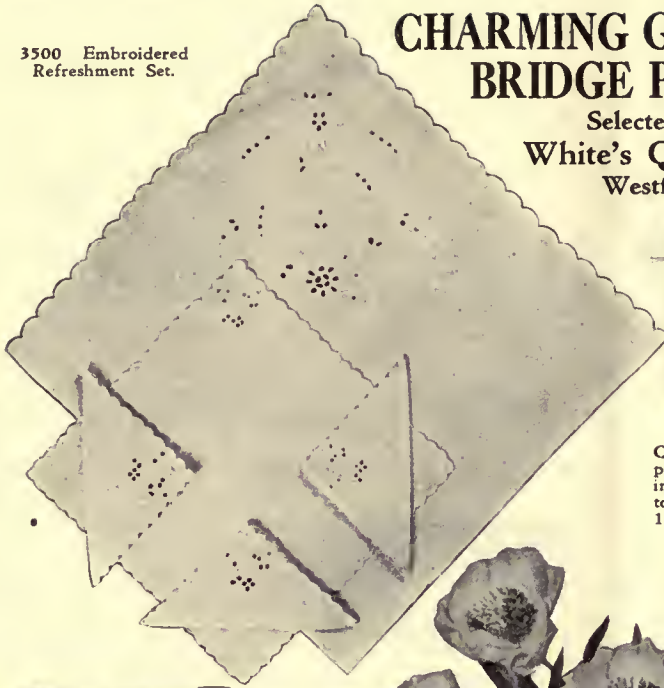 3500 Embroidered
Refreshment Set.
CHARMING G
BRIDGE
Selecte
White's
Westf